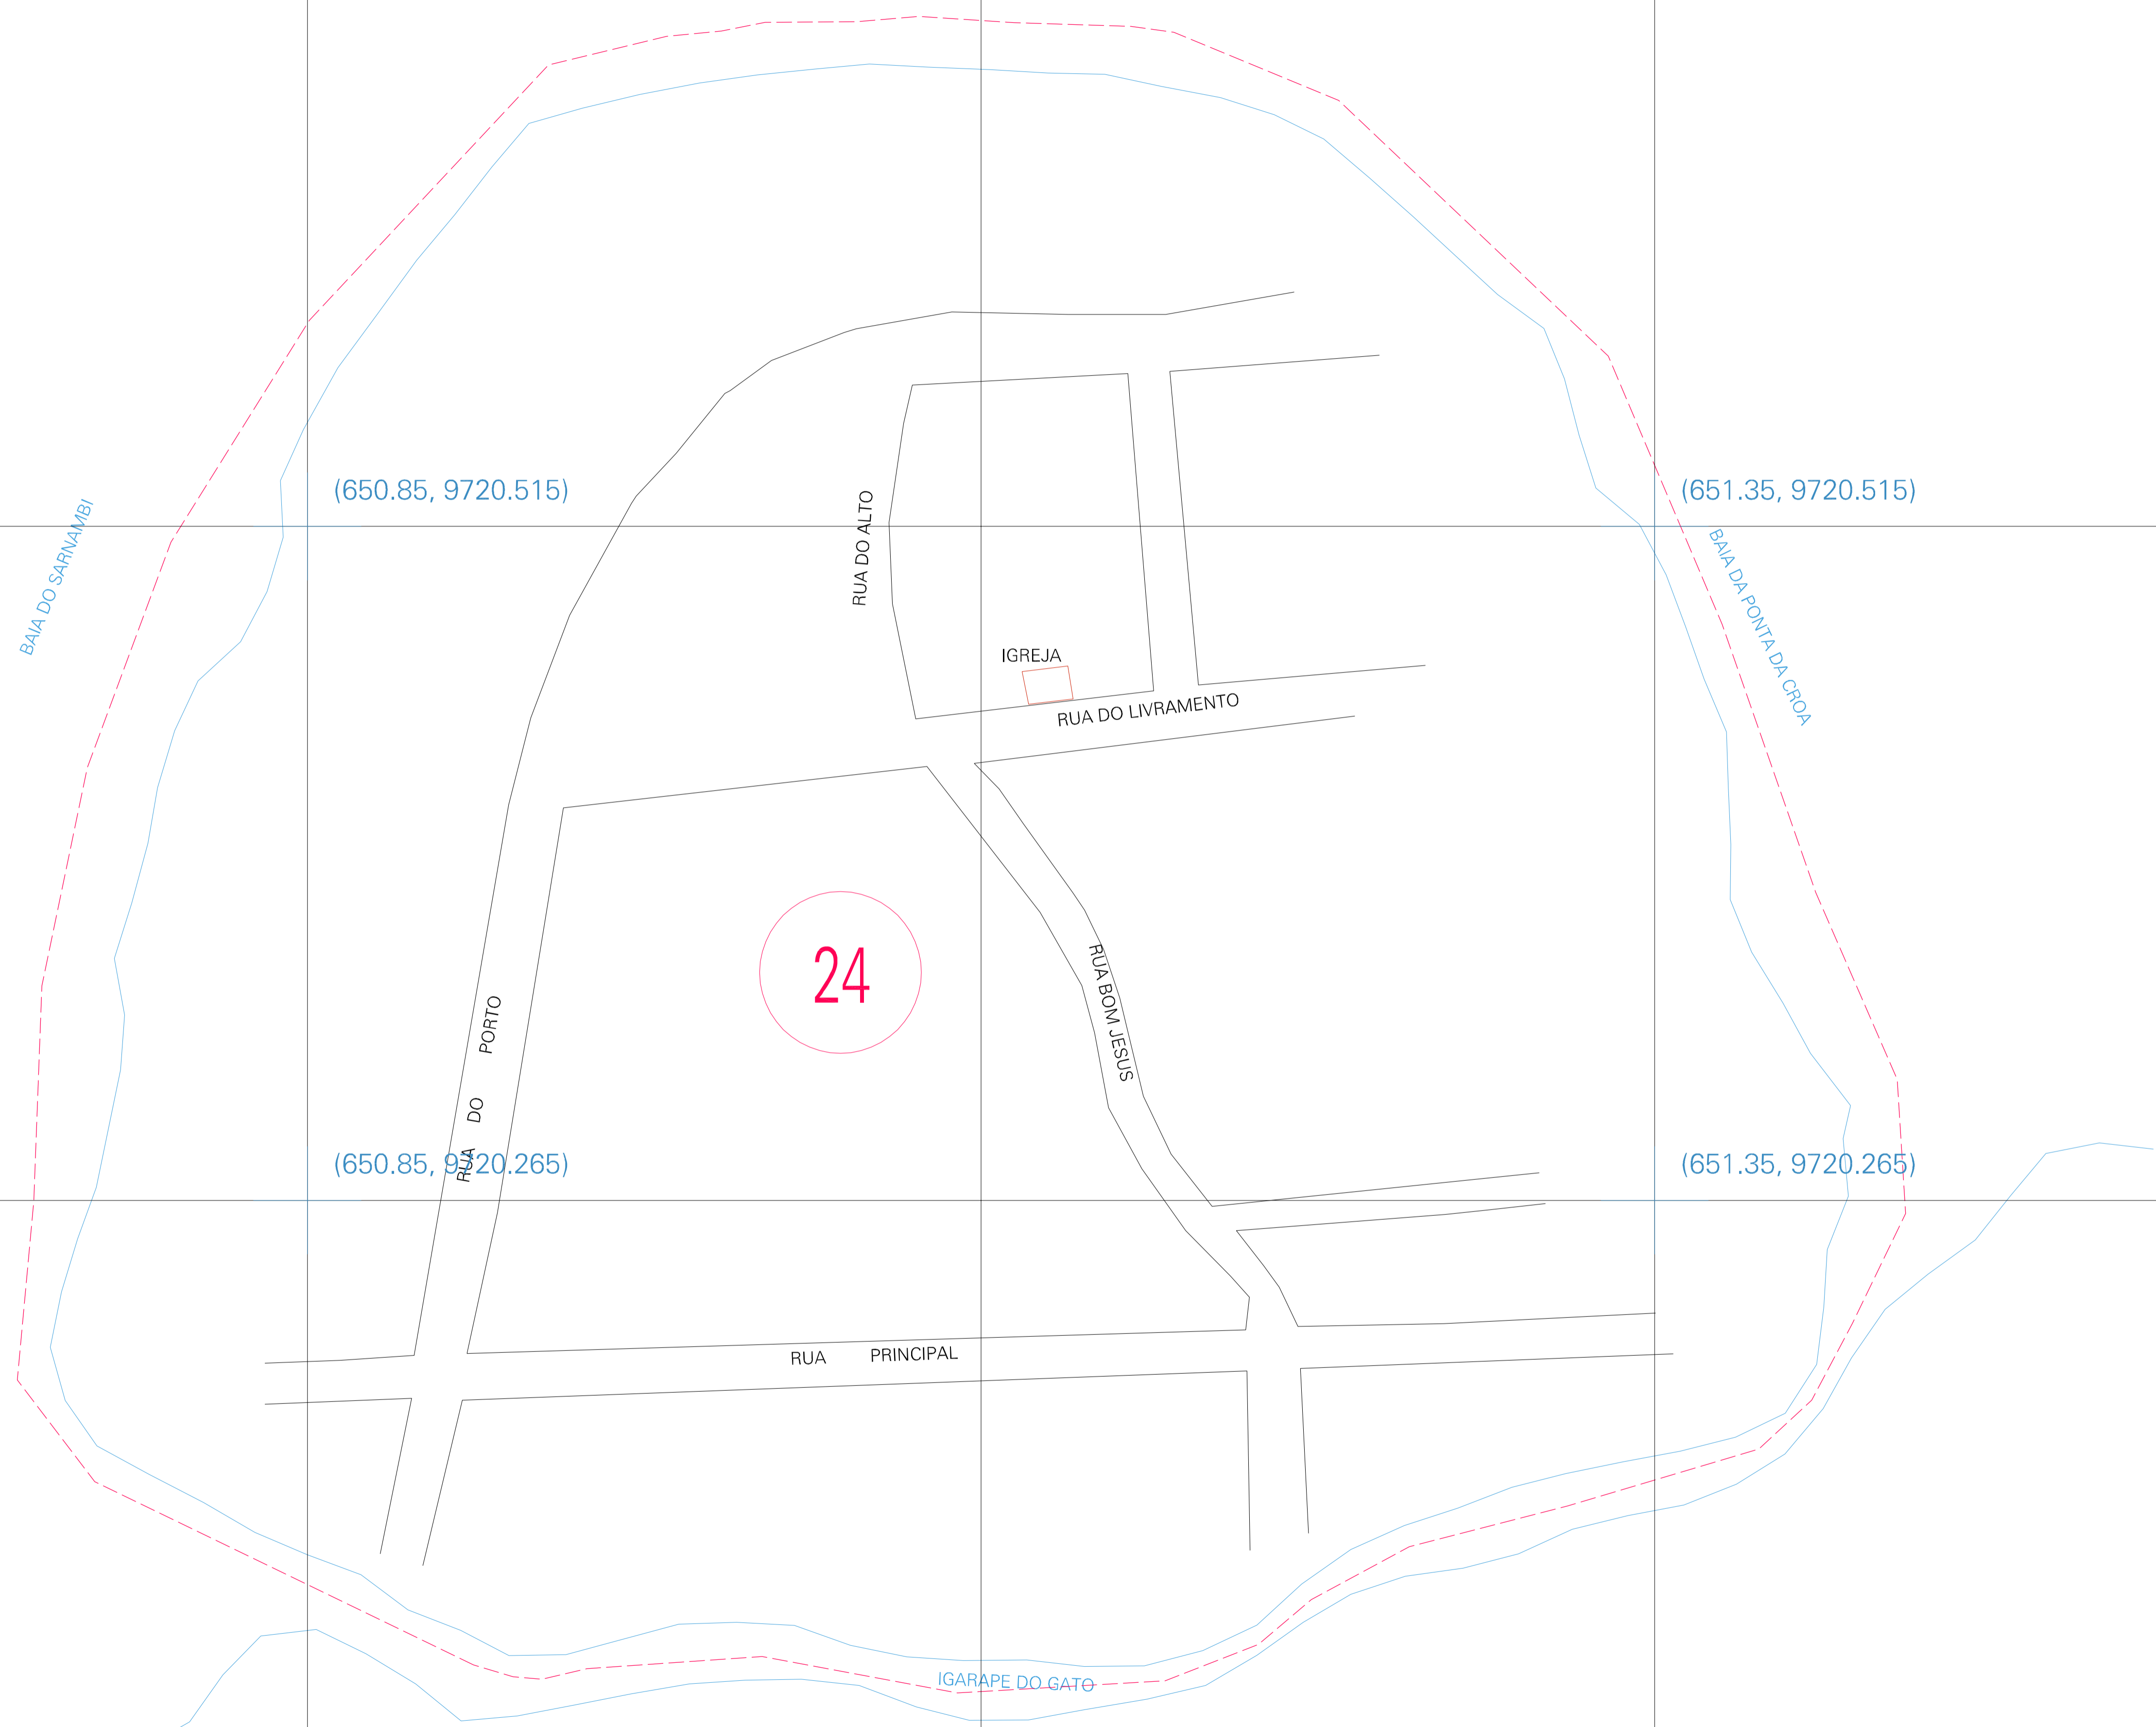 (650.85, 9720.515)
(651.35, 9720.515)
BAIA DO SARNAMBI
RUA DO ALTO
BAIA DA PONTA DA CROA
IGREJA
RUA DO LIVRAMENTO
24
RUA BOM JESUS
RUA DO PORTO
(650.85, 9720.265)
(651.35, 9720.265)
RUA PRINCIPAL
IGARAPE DO GATO